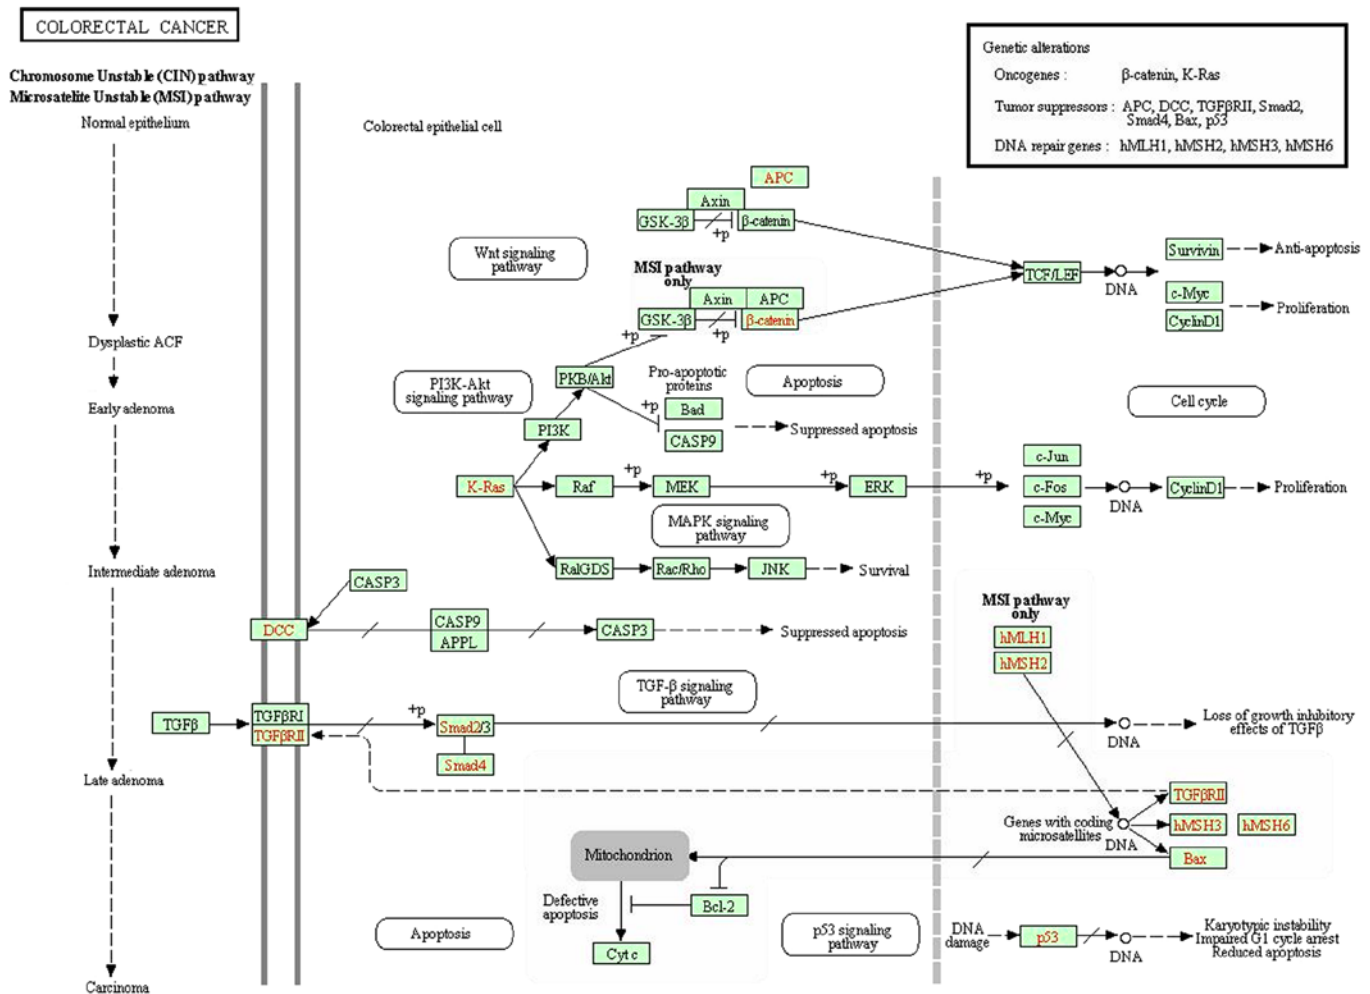 COLORECTAL CANCER
Chromosome Unstable (CIN) pathway
Microsatelite Unstable (MSI) pathway
Normal epithelium
Colorectal epithelial cell
Genetic alterations
Oncogenes : β-catenin, K-Ras
Tumor suppressors : APC, DCC, TGFβRII, Smad2,
Smad4, Bax, p53
DNA repair genes : hMLH1, hMSH2, hMSH3, hMSH6
APC
Axin
GSK-3β
β-catenin
+p
Wnt signaling
pathway
MSI pathway
only
Axin
APC
GSK-3β
β-catenin
+p
+p
TCF/LEF
DNA
Survivin
Anti-apoptosis
c-Myc
CyclinD1
Proliferation
Dysplastic ACF
Early adenoma
PI3K-Akt
signaling pathway
PKB/Akt
Pro-apoptotic
proteins
+p
Bad
CASP9
Apoptosis
Suppressed apoptosis
Cell cycle
PI3K
K-Ras
Raf
+p
MEK
+p
ERK
+p
c-Jun
c-Fos
c-Myc
DNA
CyclinD1
Proliferation
MAPK signaling
pathway
RalGDS
Rac/Rho
JNK
Survival
Intermediate adenoma
CASP3
DCC
CASP9
APPL
CASP3
Suppressed apoptosis
MSI pathway
only
hMLH1
hMSH2
TGF-β signaling
pathway
TGFβ
TGFβRI
TGFβRII
+p
Smad2/3
Smad4
DNA
Loss of growth inhibitory
effects of TGFβ
Late adenoma
Genes with coding
microsatellites
DNA
TGFβRII
hMSH3
hMSH6
Bax
Mitochondrion
Defective
apoptosis
Bcl-2
Cyt c
Apoptosis
p53 signaling
pathway
DNA
damage
p53
DNA
Karyotypic instability
Impaired G1 cycle arrest
Reduced apoptosis
Carcinoma